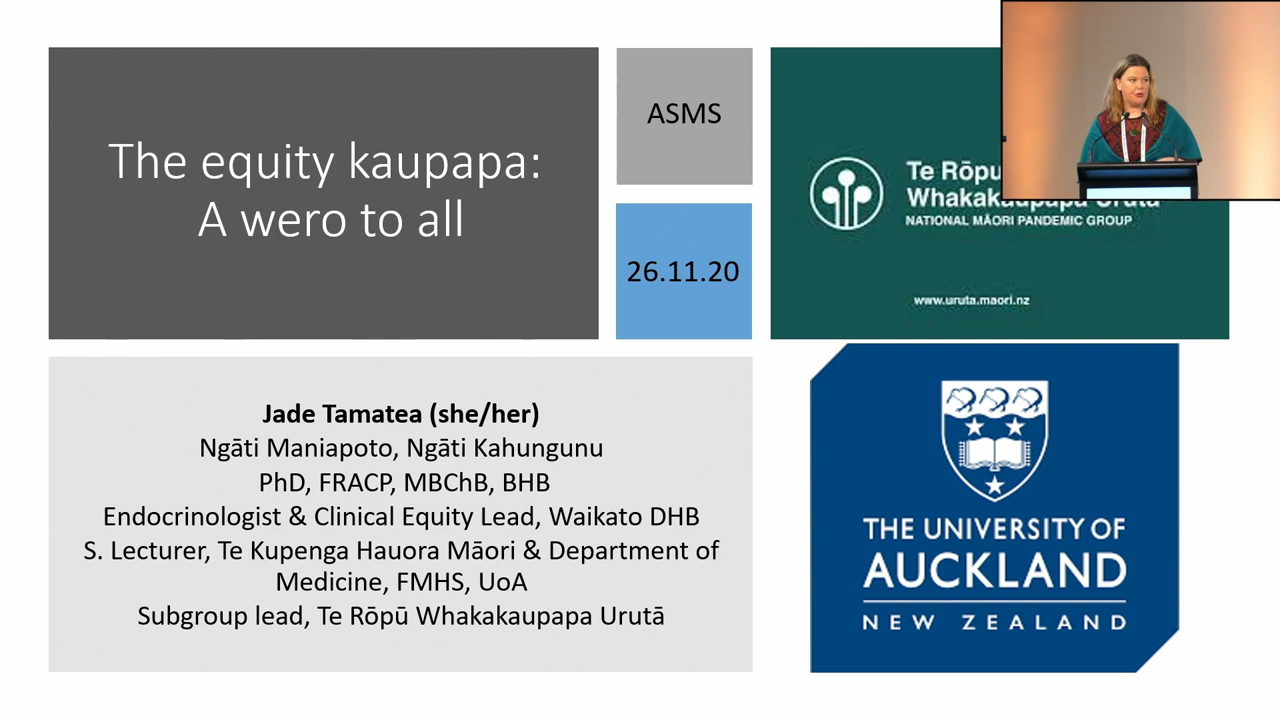 The equity kaupapa:
A wero to all
ASMS
26.11.20
Te Rōpu
Whakakaupapa Urutā
NATIONAL MĀORI PANDEMIC GROUP
www.uruta.maori.nz
Jade Tamatea (she/her)
Ngāti Maniapoto, Ngāti Kahungunu
PhD, FRACP, MBChB, BHB
Endocrinologist & Clinical Equity Lead, Waikato DHB
S. Lecturer, Te Kupenga Hauora Māori & Department of
Medicine, FMHS, UoA
Subgroup lead, Te Rōpū Whakakaupapa Urutā
THE UNIVERSITY OF
AUCKLAND
NEW ZEALAND